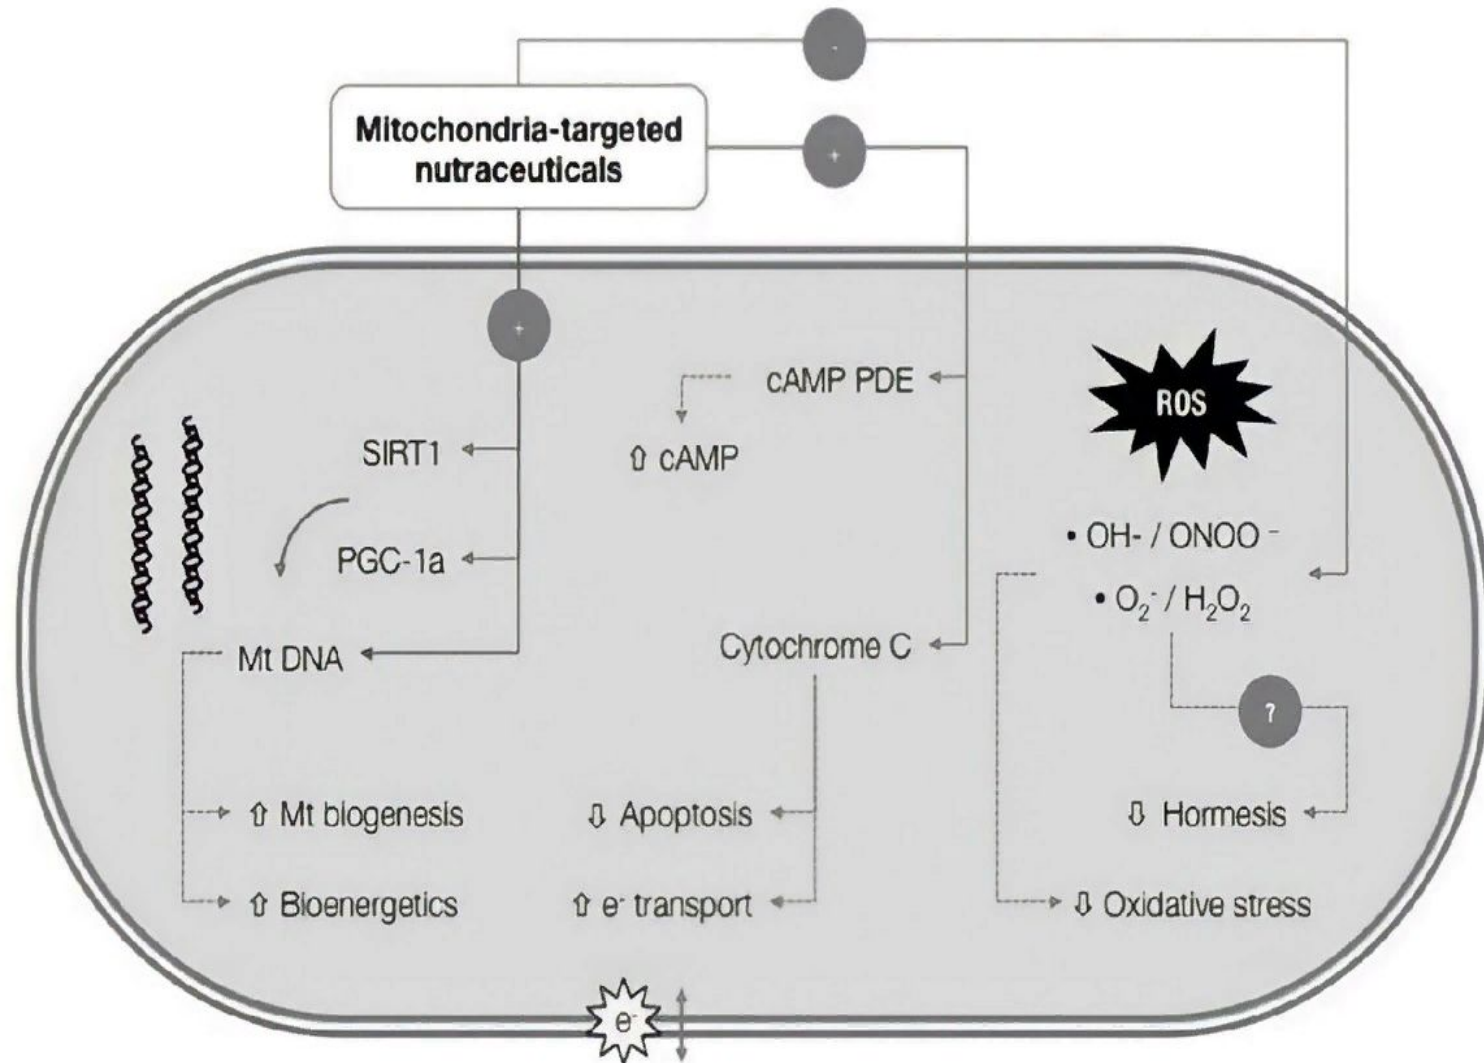 -
Mitochondria-targeted
nutraceuticals
+
+
cAMP PDE
ROS
SIRT1
⇧ cAMP
• OH- / ONOO⁻
PGC-1a
• O₂⁻ / H₂O₂
Mt DNA
Cytochrome C
?
⇧ Mt biogenesis
⇩ Apoptosis
⇩ Hormesis
⇧ Bioenergetics
⇧ e⁻ transport
⇩ Oxidative stress
e⁻